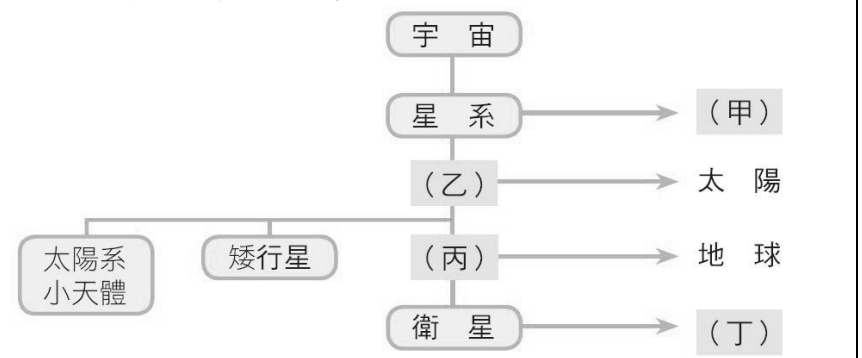 宇 宙
星 系
（甲）
（乙）
太 陽
太陽系
小天體
矮行星
（丙）
地 球
衛 星
（丁）